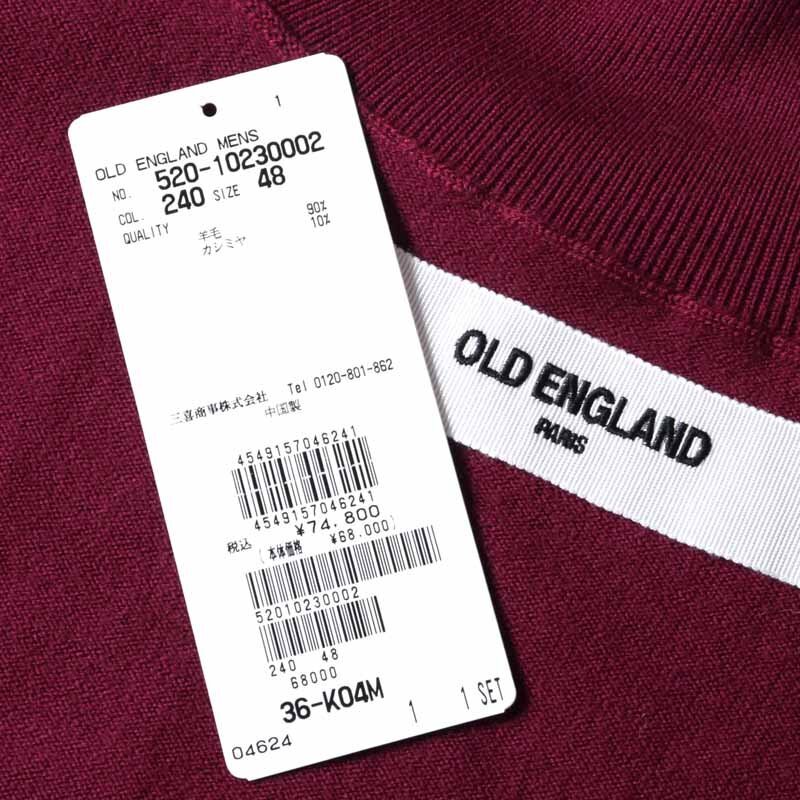 1
OLD ENGLAND MENS
NO. 520-10230002
COL. 240 SIZE 48
QUALITY
羊毛 90%
カシミヤ 10%
三喜商事株式会社 Tel 0120-801-862
中国製
4549157046241
4549157046241
税込 ¥74.800
(本体価格 ¥68.000)
52010230002
240 48
68000
36-K04M 1 1 SET
04624
OLD ENGLAND
PARIS